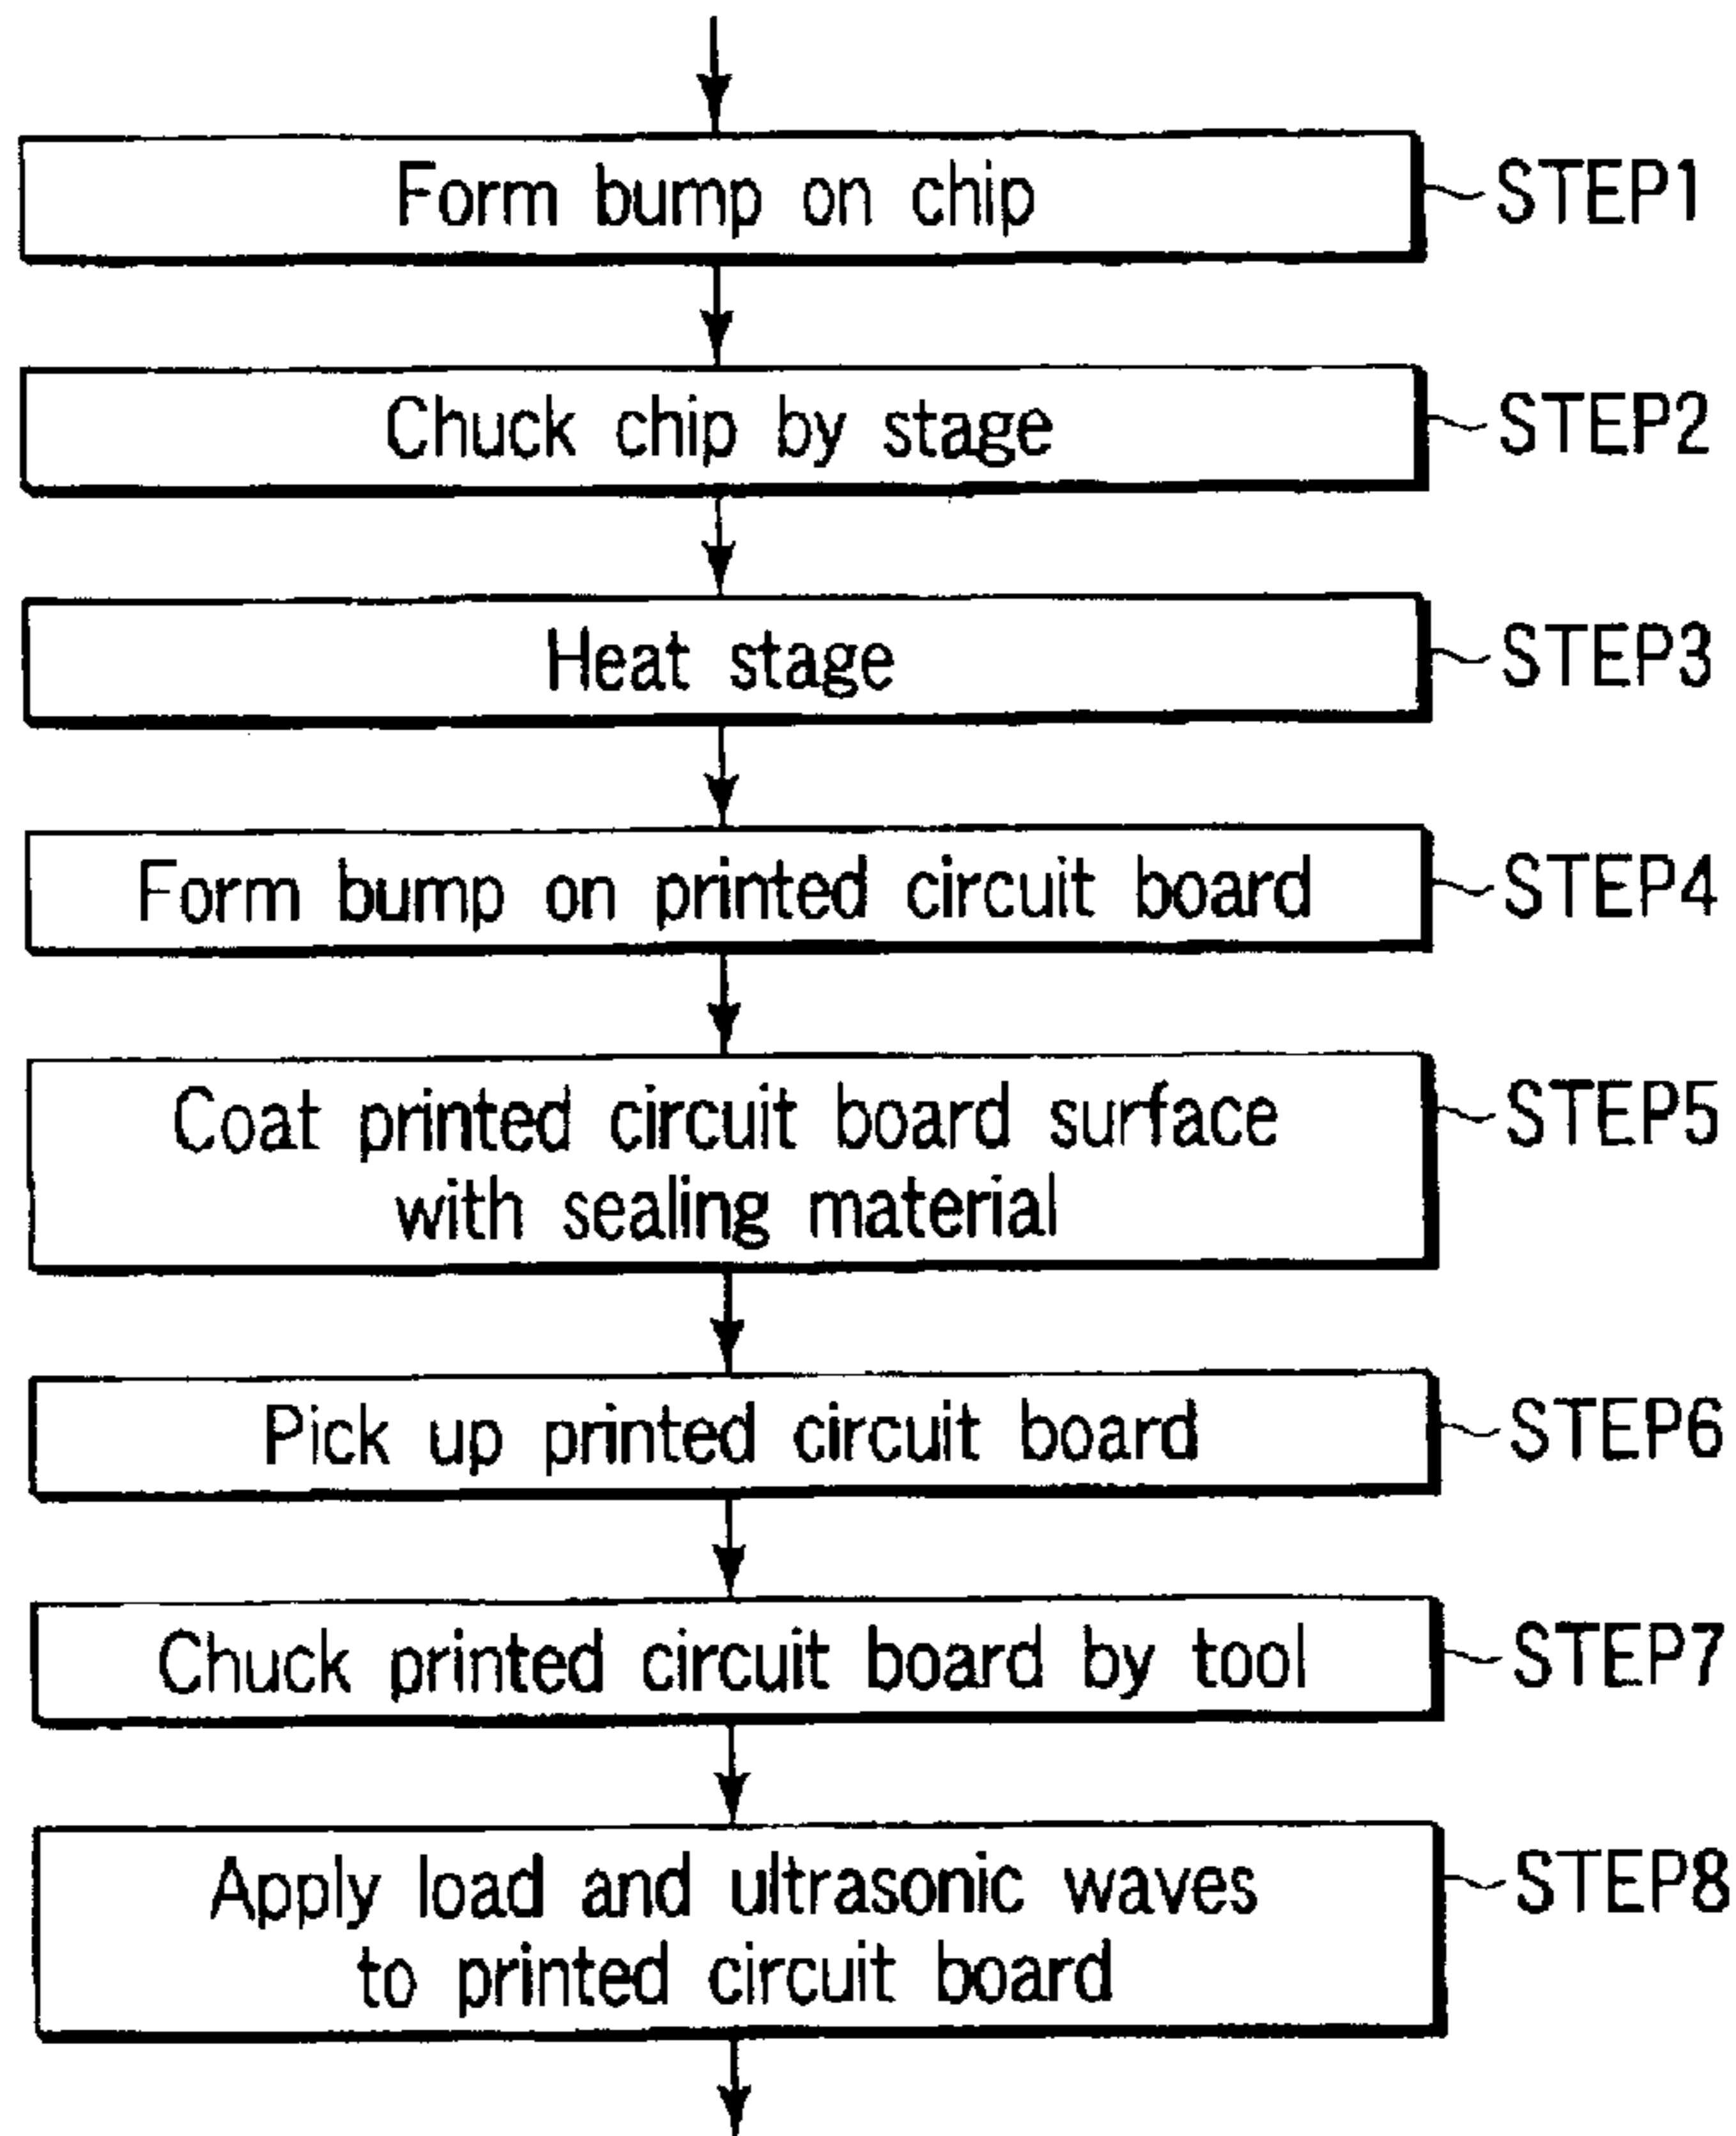 Form bump on chip STEP1
Chuck chip by stage STEP2
Heat stage STEP3
Form bump on printed circuit board STEP4
Coat printed circuit board surface STEP5
with sealing material
Pick up printed circuit board STEP6
Chuck printed circuit board by tool STEP7
Apply load and ultrasonic waves STEP8
to printed circuit board